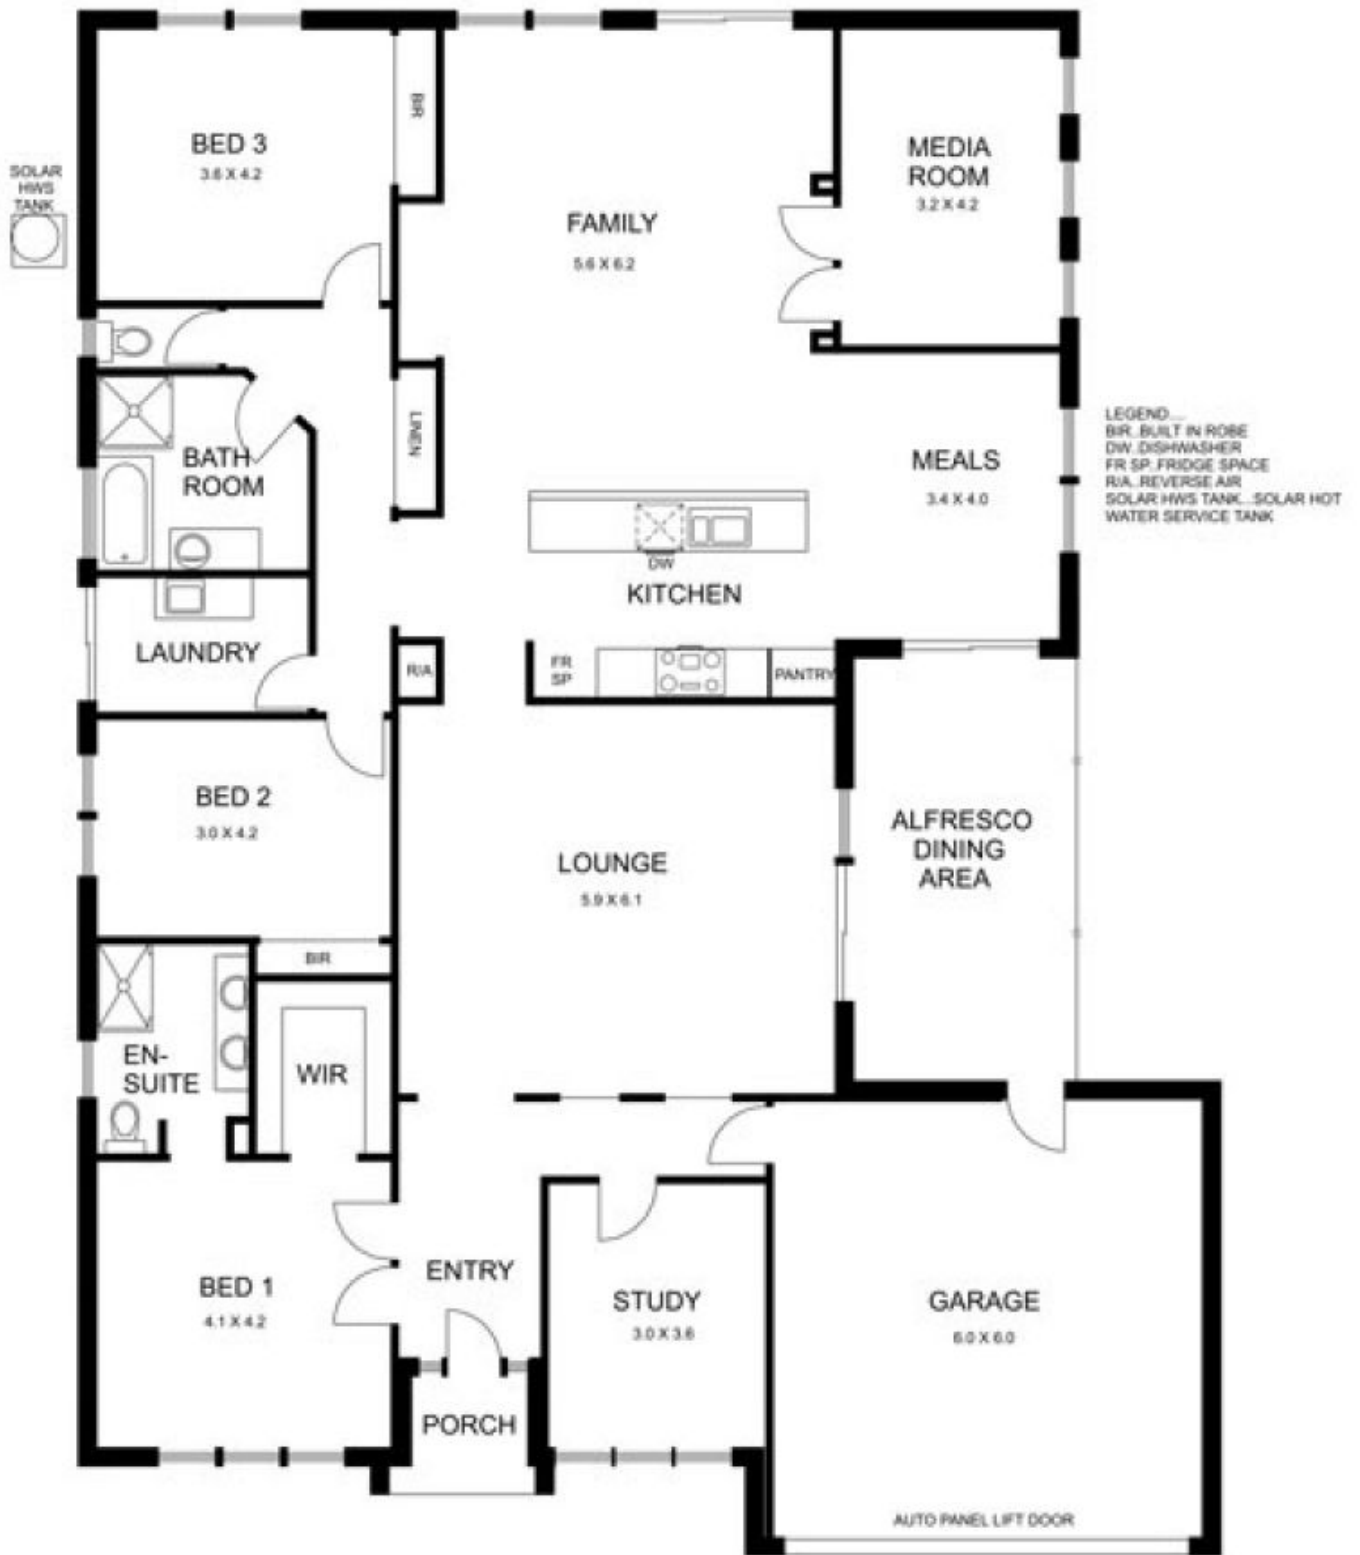 BED 3
3.6 X 4.2
BIR
SOLAR
HWS
TANK
FAMILY
5.6 X 6.2
MEDIA
ROOM
3.2 X 4.2
LINEN
BATH
ROOM
MEALS
3.4 X 4.0
LEGEND....
BIR..BUILT IN ROBE
DW..DISHWASHER
FR SP..FRIDGE SPACE
R/A..REVERSE AIR
SOLAR HWS TANK...SOLAR HOT
WATER SERVICE TANK
DW
KITCHEN
LAUNDRY
R/A
FR
SP
PANTRY
BED 2
3.0 X 4.2
LOUNGE
5.9 X 6.1
ALFRESCO
DINING
AREA
BIR
EN-
SUITE
WIR
BED 1
4.1 X 4.2
ENTRY
STUDY
3.0 X 3.6
GARAGE
6.0 X 6.0
PORCH
AUTO PANEL LIFT DOOR